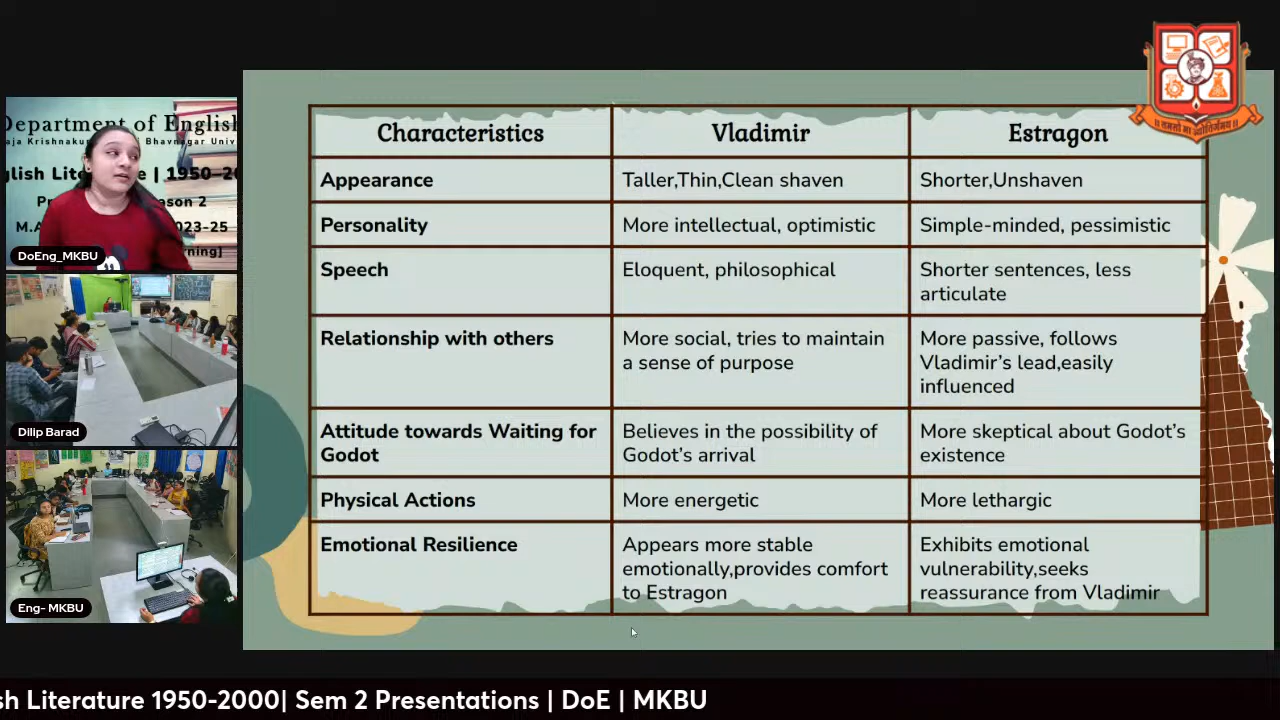 Department of English
DoEng_MKBU
Dilip Barad
Eng- MKBU
Characteristics
Vladimir
Estragon
Appearance
Taller,Thin,Clean shaven
Shorter,Unshaven
Personality
More intellectual, optimistic
Simple-minded, pessimistic
Speech
Eloquent, philosophical
Shorter sentences, less
articulate
Relationship with others
More social, tries to maintain
a sense of purpose
More passive, follows
Vladimir's lead,easily
influenced
Attitude towards Waiting for
Godot
Believes in the possibility of
Godot's arrival
More skeptical about Godot's
existence
Physical Actions
More energetic
More lethargic
Emotional Resilience
Appears more stable
emotionally,provides comfort
to Estragon
Exhibits emotional
vulnerability,seeks
reassurance from Vladimir
sh Literature 1950-2000| Sem 2 Presentations | DoE | MKBU